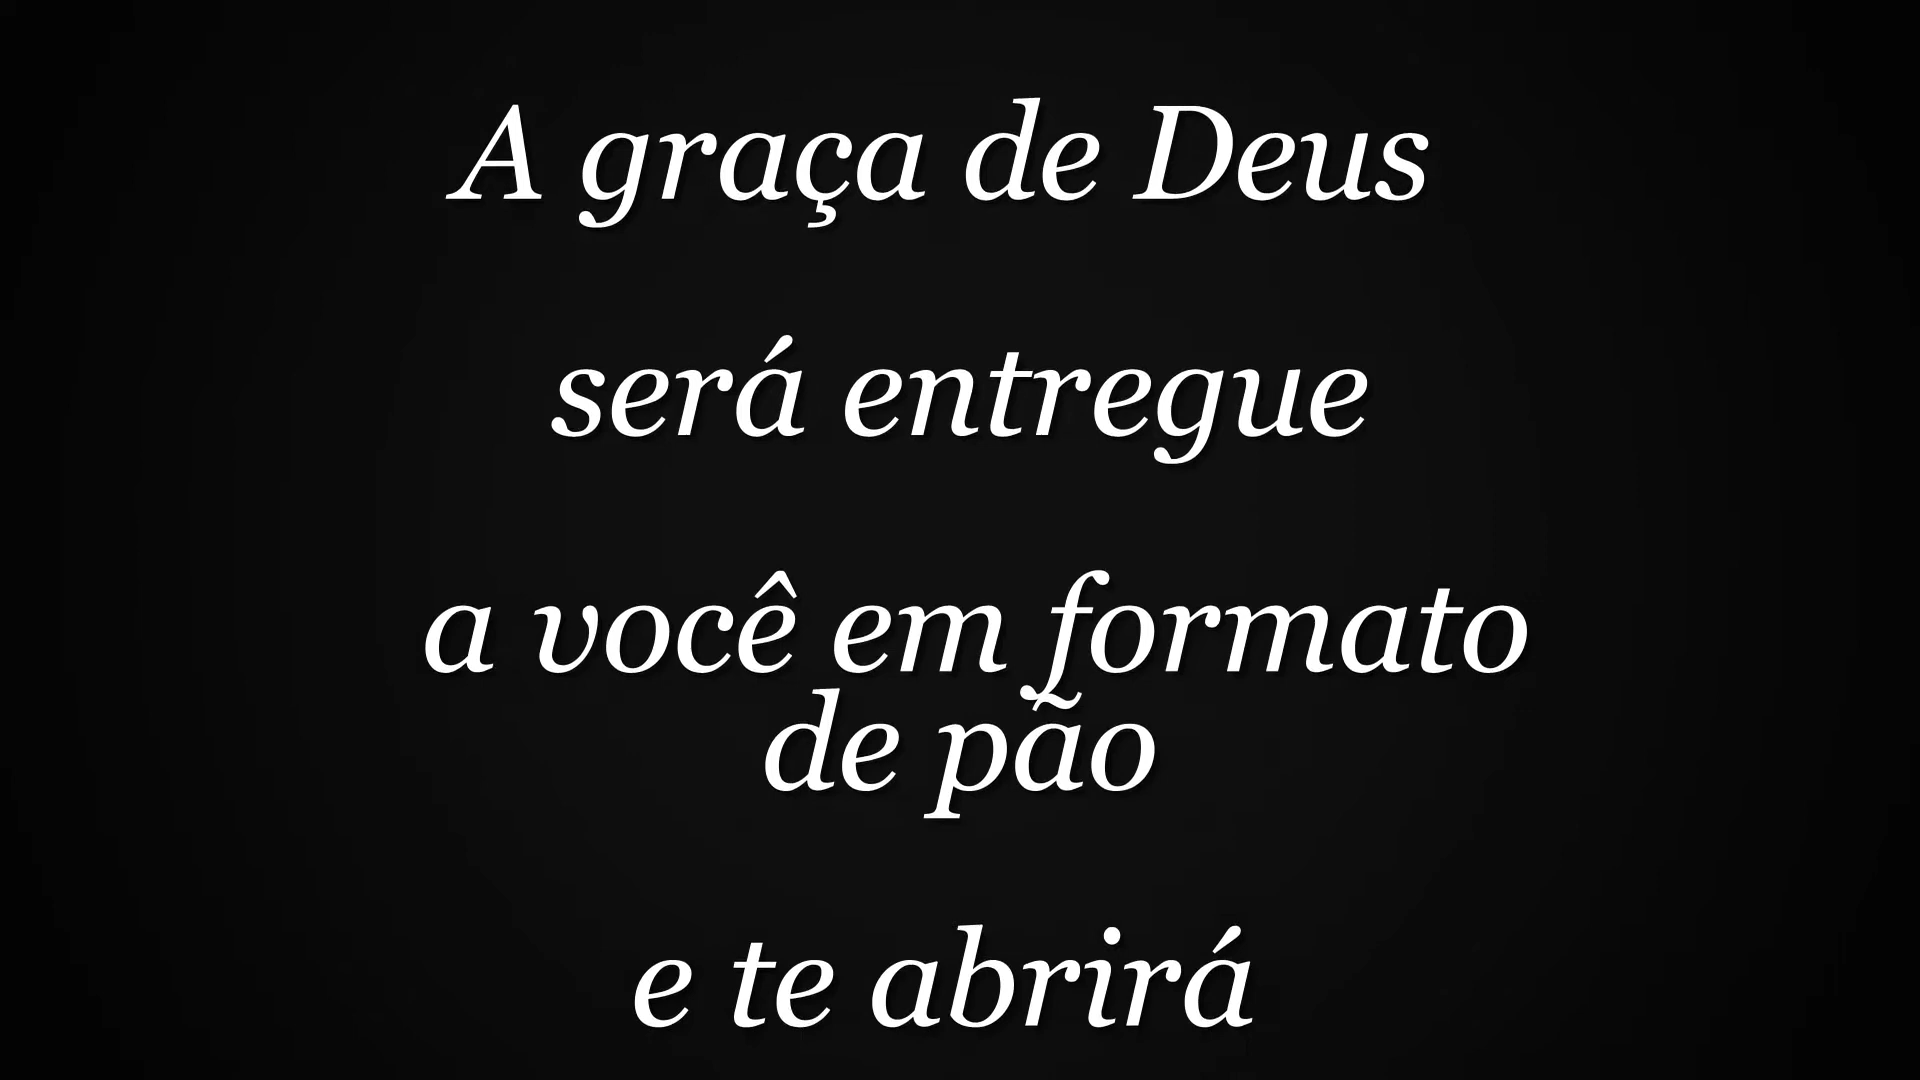 A graça de Deus
será entregue
a você em formato
de pão
e te abrirá